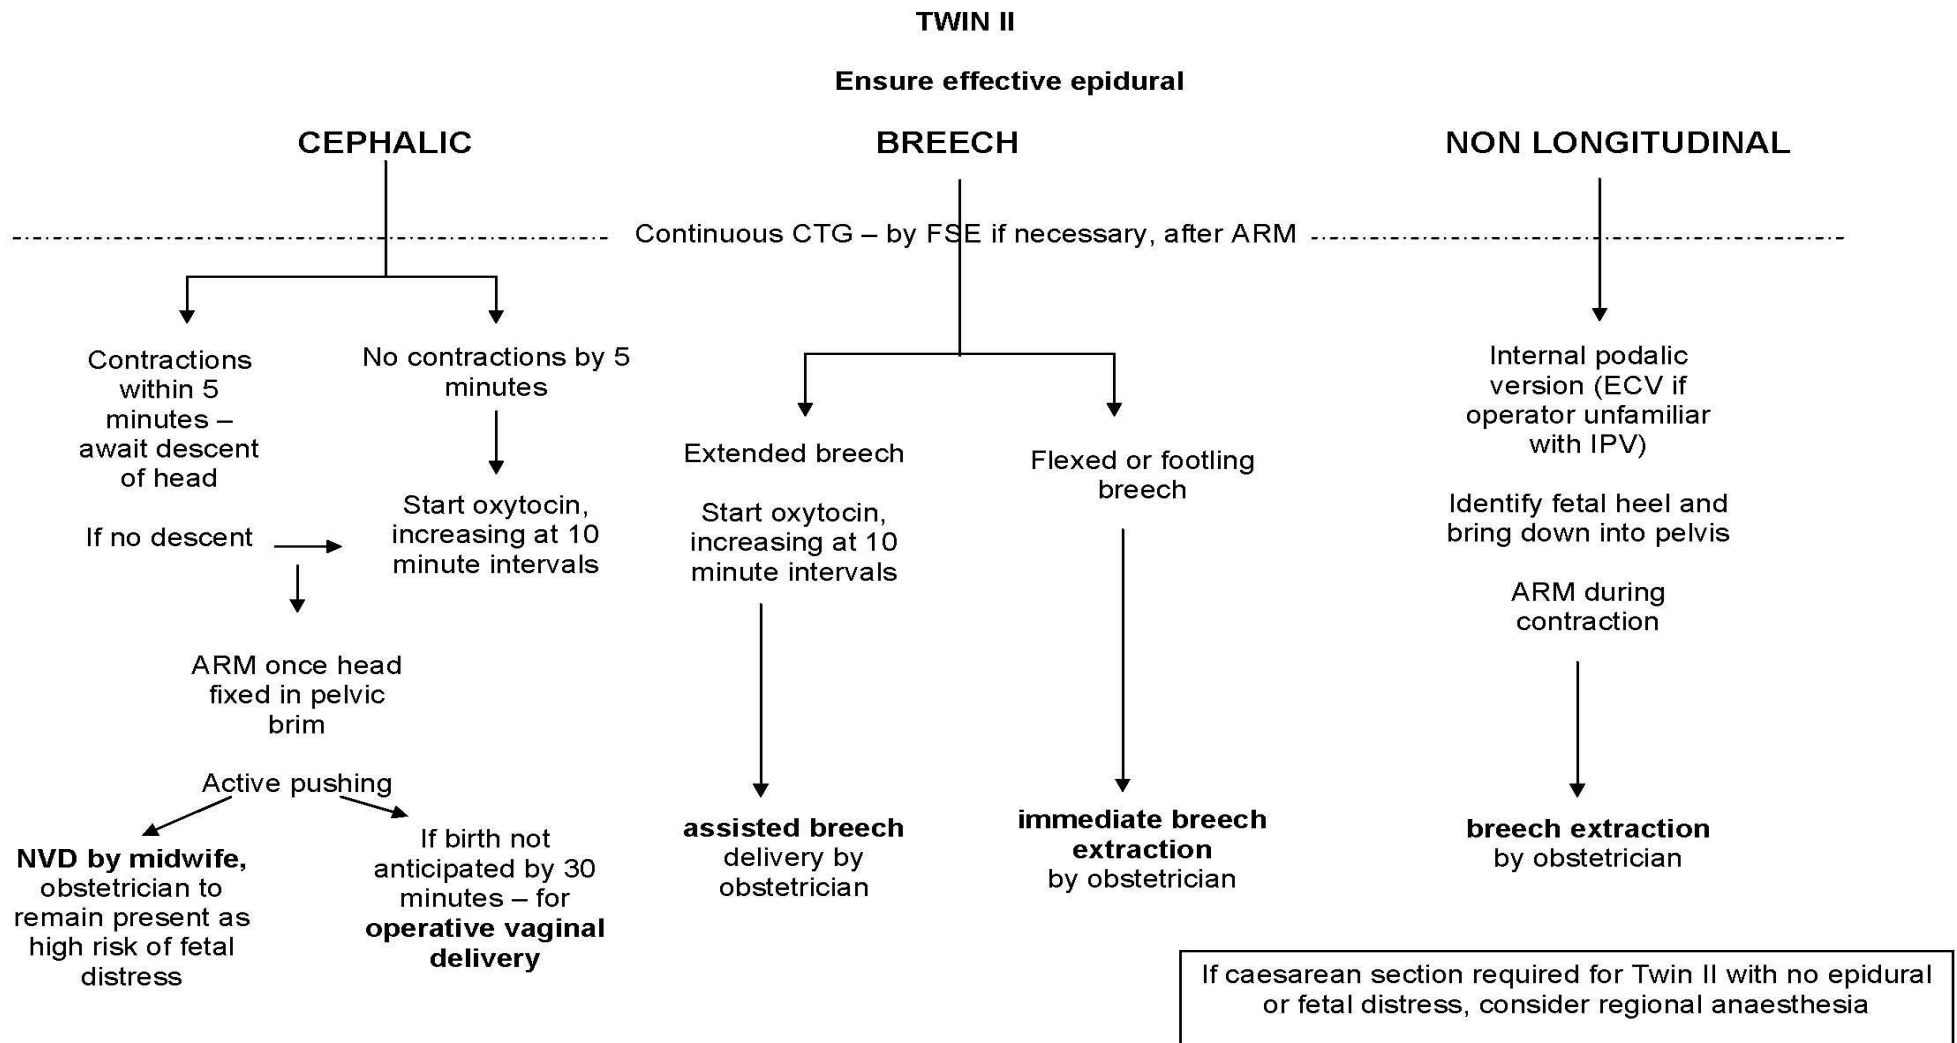 TWIN II
Ensure effective epidural
CEPHALIC
BREECH
NON LONGITUDINAL
Continuous CTG – by FSE if necessary, after ARM
Contractions
within 5
minutes –
await descent
of head
If no descent
No contractions by 5
minutes
Start oxytocin,
increasing at 10
minute intervals
ARM once head
fixed in pelvic
brim
Active pushing
NVD by midwife,
obstetrician to
remain present as
high risk of fetal
distress
If birth not
anticipated by 30
minutes – for
operative vaginal
delivery
Extended breech
Start oxytocin,
increasing at 10
minute intervals
assisted breech
delivery by
obstetrician
Flexed or footling
breech
immediate breech
extraction
by obstetrician
Internal podalic
version (ECV if
operator unfamiliar
with IPV)
Identify fetal heel and
bring down into pelvis
ARM during
contraction
breech extraction
by obstetrician
If caesarean section required for Twin II with no epidural
or fetal distress, consider regional anaesthesia